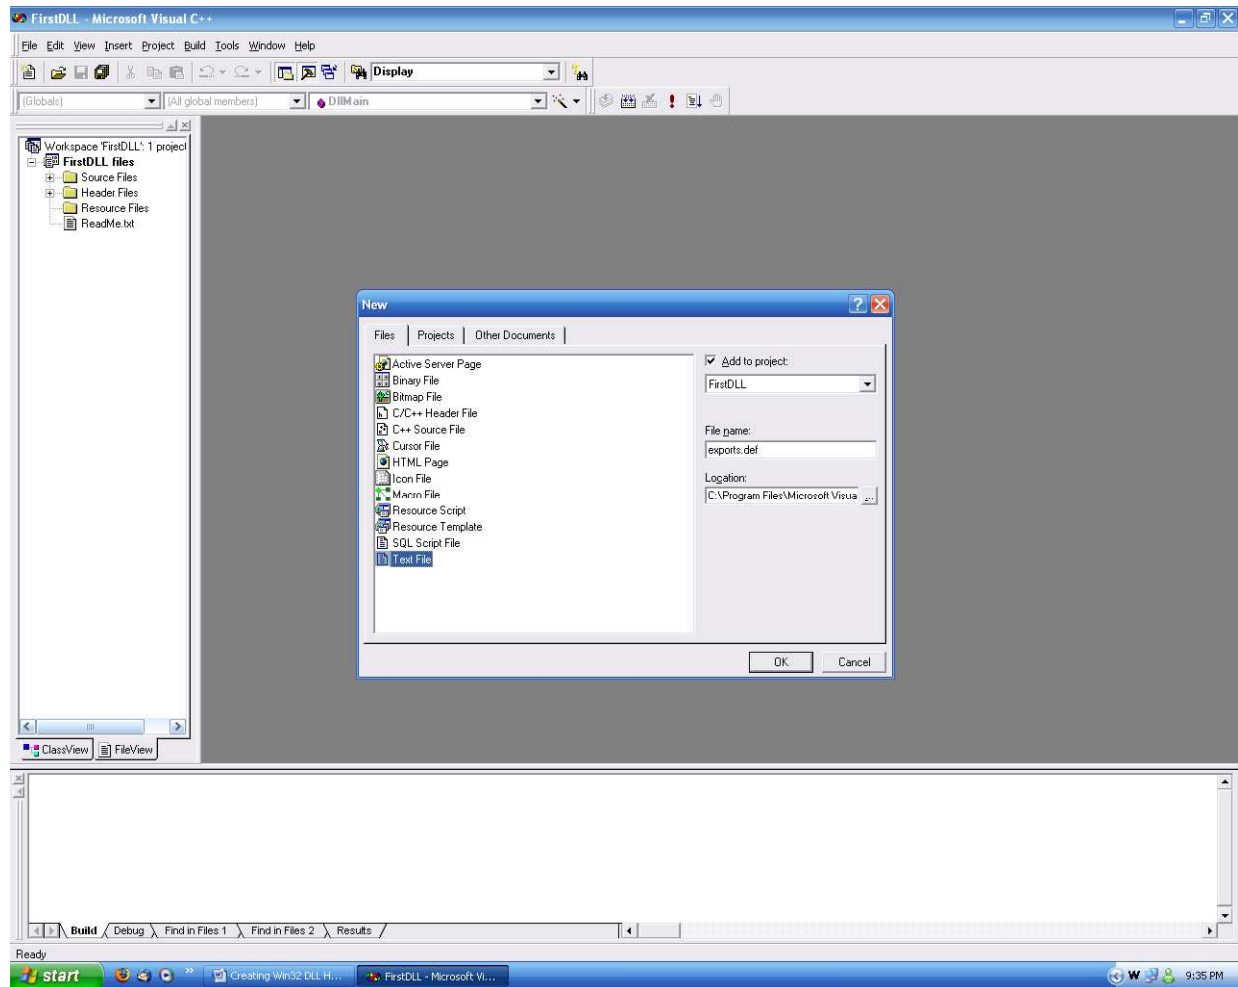 FirstDLL - Microsoft Visual C++
File Edit View Insert Project Build Tools Window Help
Display
(Globals) (All global members) DllMain
Workspace 'FirstDLL': 1 project
FirstDLL files
Source Files
Header Files
Resource Files
ReadMe.txt
New
Files Projects Other Documents
Active Server Page
Binary File
Bitmap File
C/C++ Header File
C++ Source File
Cursor File
HTML Page
Icon File
Macro File
Resource Script
Resource Template
SQL Script File
Text File
Add to project:
FirstDLL
File name:
exports.def
Location:
C:\Program Files\Microsoft Visua ...
OK Cancel
ClassView FileView
Build Debug Find in Files 1 Find in Files 2 Results
Ready
start Creating Win32 DLL H... FirstDLL - Microsoft Vi... W 9:35 PM